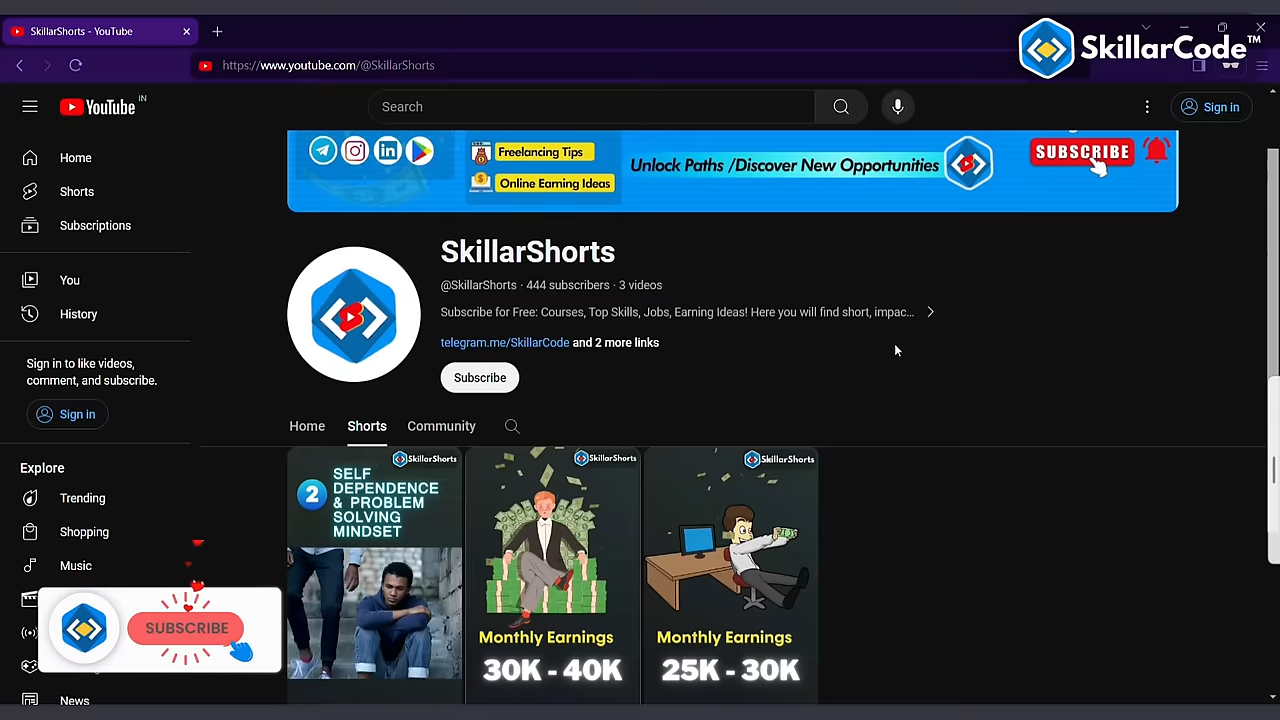 SkillarShorts - YouTube
SkillarCode™
https://www.youtube.com/@SkillarShorts
YouTube IN
Search
Sign in
Home
Shorts
Subscriptions
You
History
Sign in to like videos,
comment, and subscribe.
Sign in
Explore
Trending
Shopping
Music
News
SUBSCRIBE
Freelancing Tips
Online Earning Ideas
Unlock Paths /Discover New Opportunities
SUBSCRIBE
SkillarShorts
@SkillarShorts · 444 subscribers · 3 videos
Subscribe for Free: Courses, Top Skills, Jobs, Earning Ideas! Here you will find short, impac...
telegram.me/SkillarCode and 2 more links
Subscribe
Home
Shorts
Community
SkillarShorts
2
SELF
DEPENDENCE
& PROBLEM
SOLVING
MINDSET
SkillarShorts
Monthly Earnings
30K - 40K
SkillarShorts
Monthly Earnings
25K - 30K